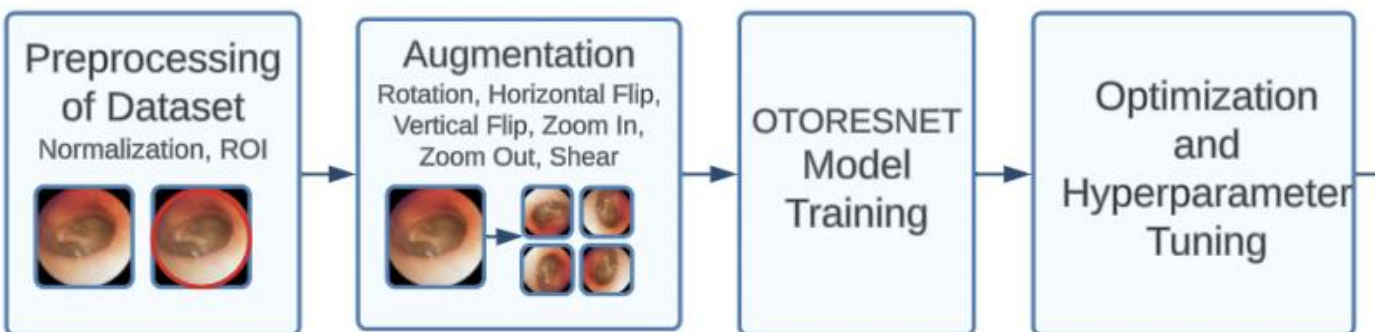 Preprocessing
of Dataset
Normalization, ROI
Augmentation
Rotation, Horizontal Flip,
Vertical Flip, Zoom In,
Zoom Out, Shear
OTORESNET
Model
Training
Optimization
and
Hyperparameter
Tuning